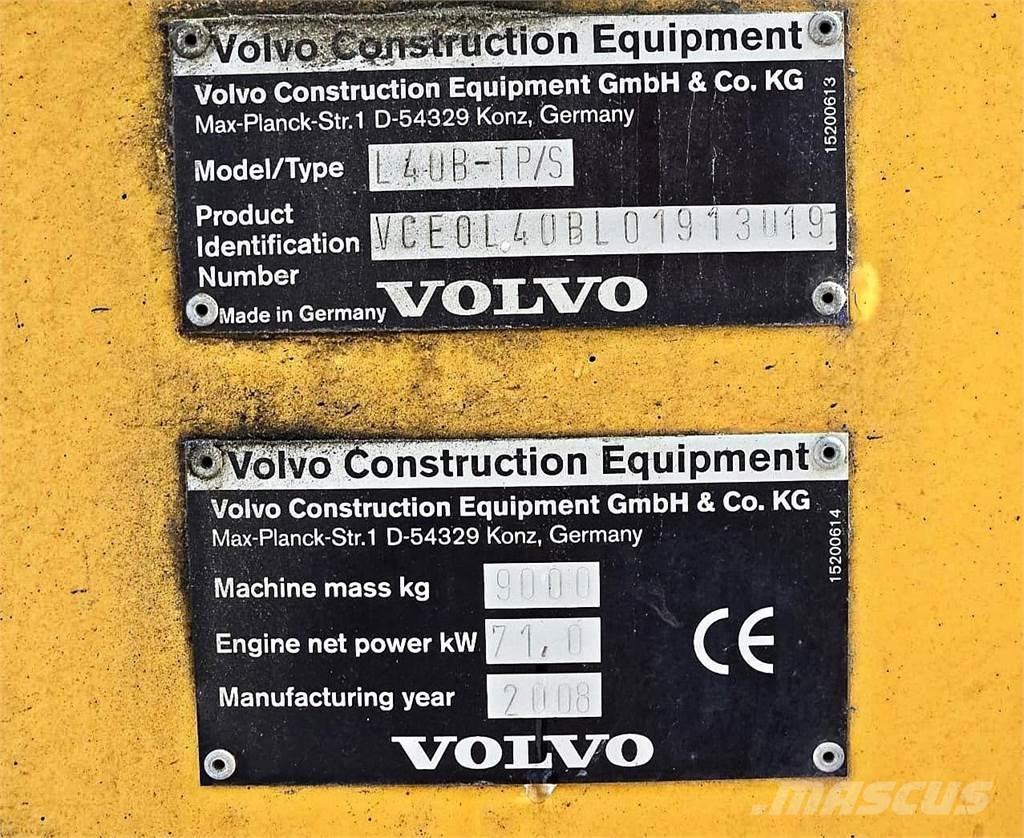 Volvo Construction Equipment
Volvo Construction Equipment GmbH & Co. KG
Max-Planck-Str.1 D-54329 Konz, Germany
Model/Type L40B-TP/S
Product
Identification VCE0L40BL01913019
Number
Made in Germany VOLVO
15200613
Volvo Construction Equipment
Volvo Construction Equipment GmbH & Co. KG
Max-Planck-Str.1 D-54329 Konz, Germany
Machine mass kg 9000
Engine net power kW 71,0
Manufacturing year 2008
CE
VOLVO
15200614
MASCUS